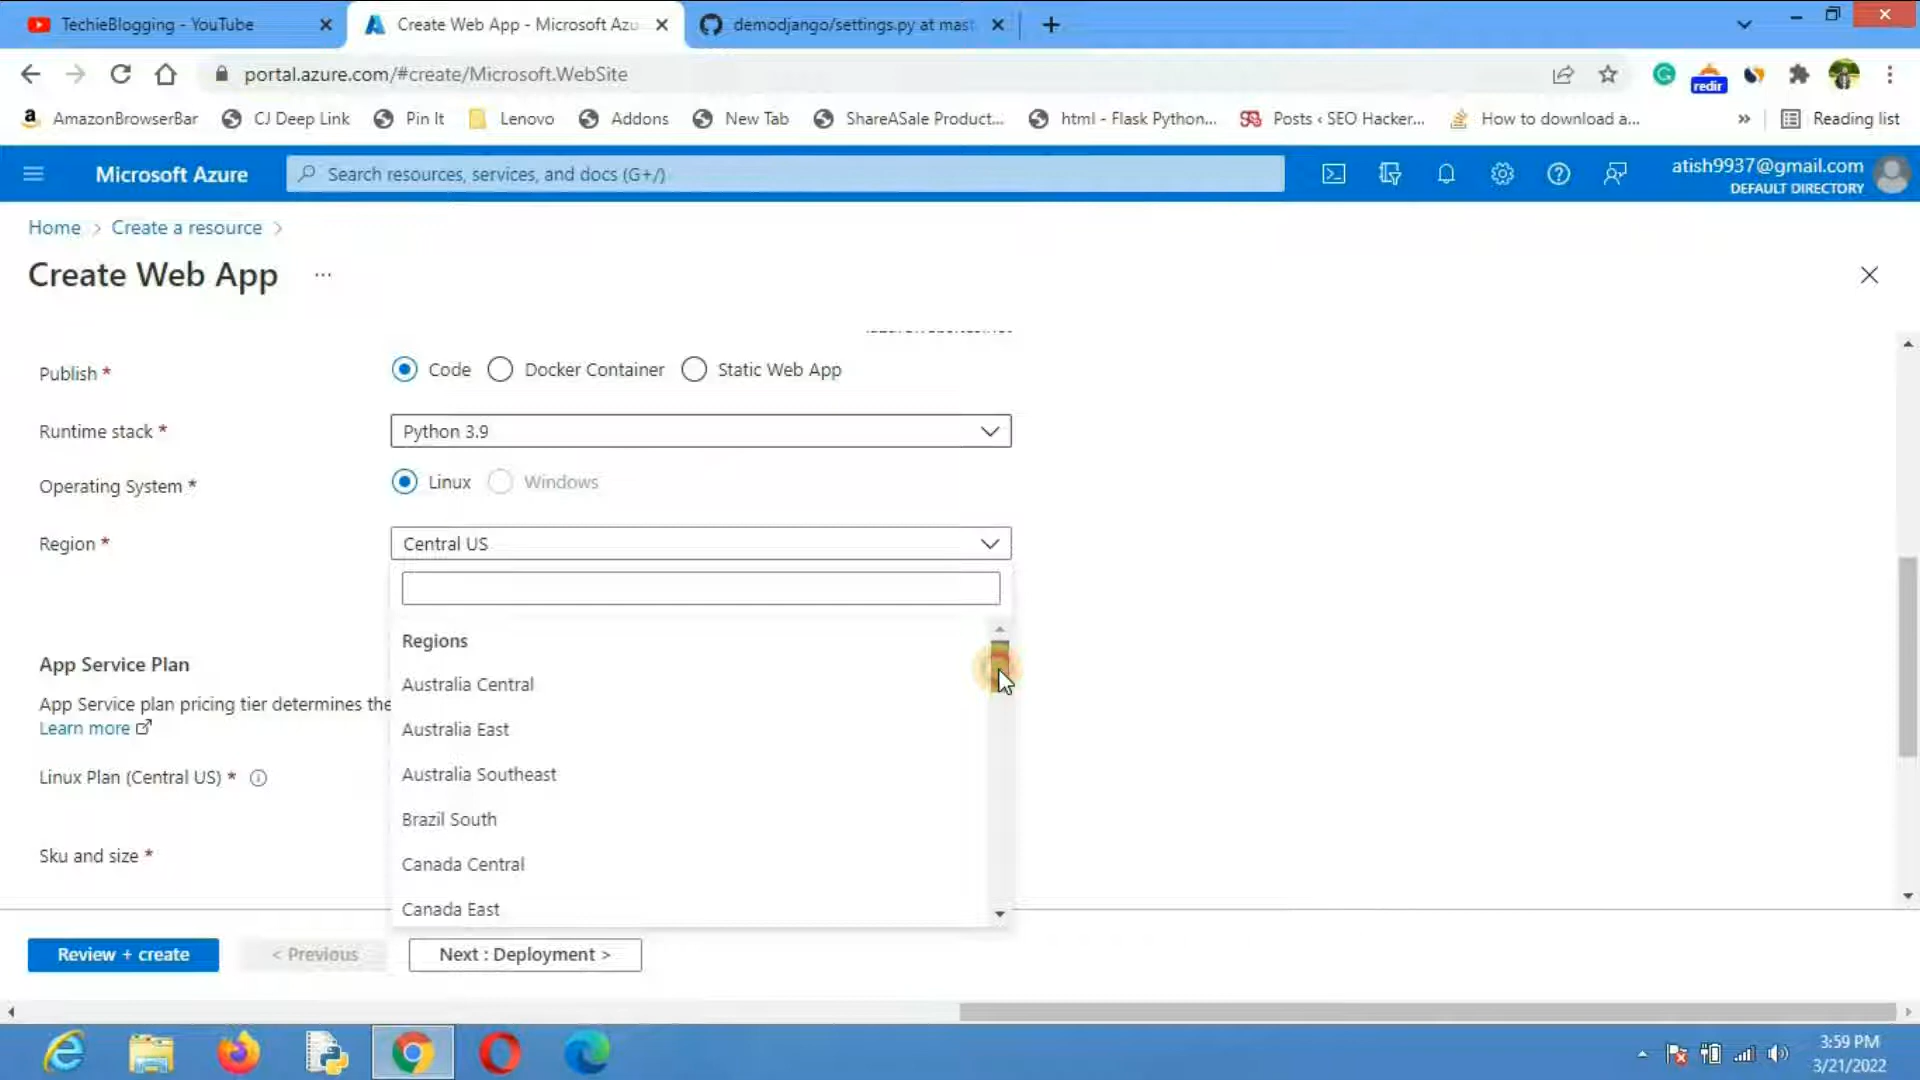 TechieBlogging - YouTube
Create Web App - Microsoft Azu
demodjango/settings.py at mast
portal.azure.com/#create/Microsoft.WebSite
redir
AmazonBrowserBar
CJ Deep Link
Pin It
Lenovo
Addons
New Tab
ShareASale Product...
html - Flask Python...
Posts ‹ SEO Hacker...
How to download a...
»
Reading list
Microsoft Azure
Search resources, services, and docs (G+/)
atish9937@gmail.com
DEFAULT DIRECTORY
Home > Create a resource >
Create Web App ...
Publish *
Code
Docker Container
Static Web App
Runtime stack *
Python 3.9
Operating System *
Linux
Windows
Region *
Central US
Regions
Australia Central
Australia East
Australia Southeast
Brazil South
Canada Central
Canada East
App Service Plan
App Service plan pricing tier determines the
Learn more
Linux Plan (Central US) *
Sku and size *
Review + create
< Previous
Next : Deployment >
3:59 PM
3/21/2022